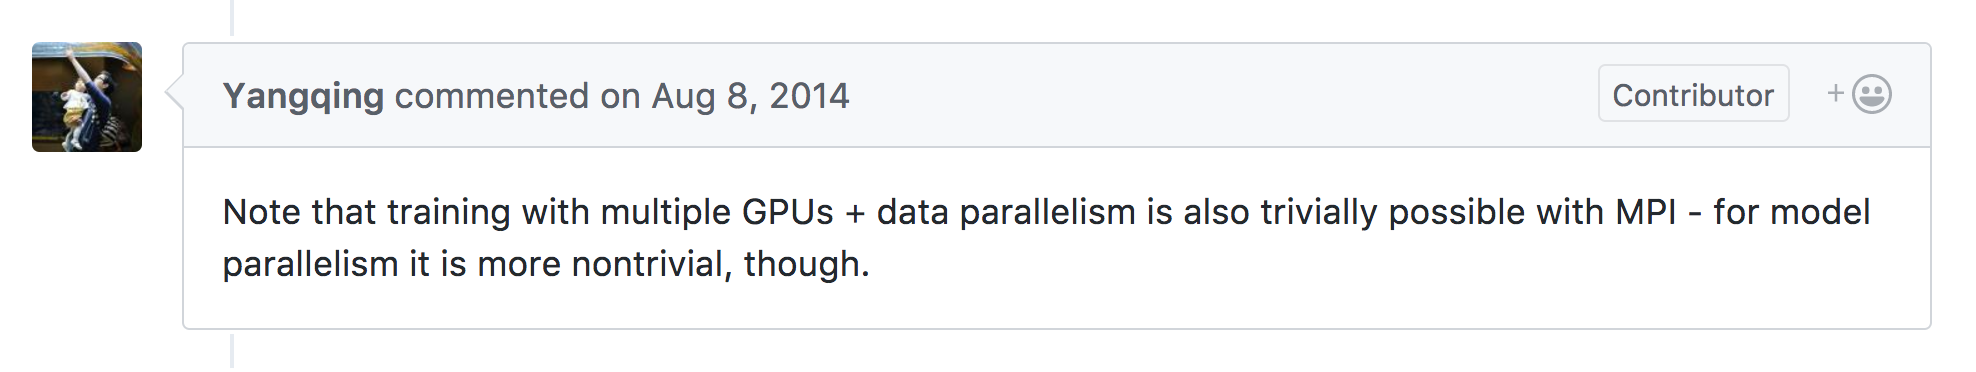 Yangqing commented on Aug 8, 2014 Contributor +
Note that training with multiple GPUs + data parallelism is also trivially possible with MPI - for model
parallelism it is more nontrivial, though.